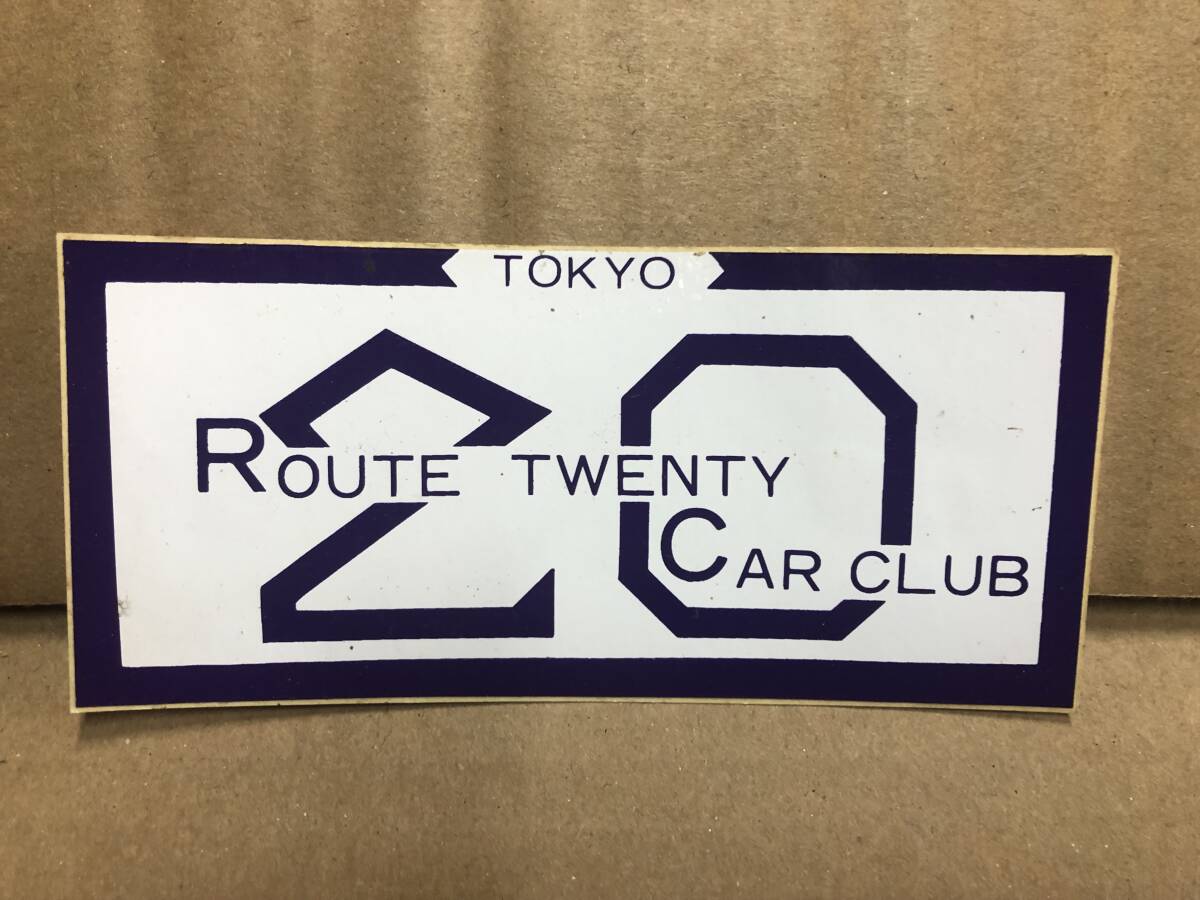 TOKYO
20
ROUTE TWENTY
CAR CLUB